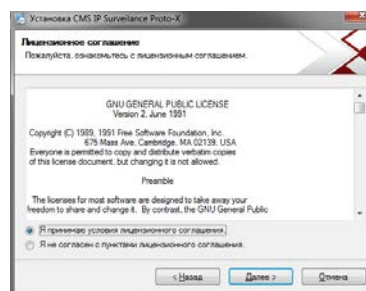 Установка CMS IP Surveilance Proto-X
Лицензионное соглашение
Пожалуйста, ознакомьтесь с лицензионным соглашением.
GNU GENERAL PUBLIC LICENSE
Version 2, June 1991
Copyright (C) 1989, 1991 Free Software Foundation, Inc.
675 Mass Ave, Cambridge, MA 02139, USA
Everyone is permitted to copy and distribute verbatim copies
of this license document, but changing it is not allowed.
Preamble
The licenses for most software are designed to take away your
freedom to share and change it. By contrast, the GNU General Public
Я принимаю условия лицензионного соглашения.
Я не согласен с пунктами лицензионного соглашения.
< Назад Далее > Отмена